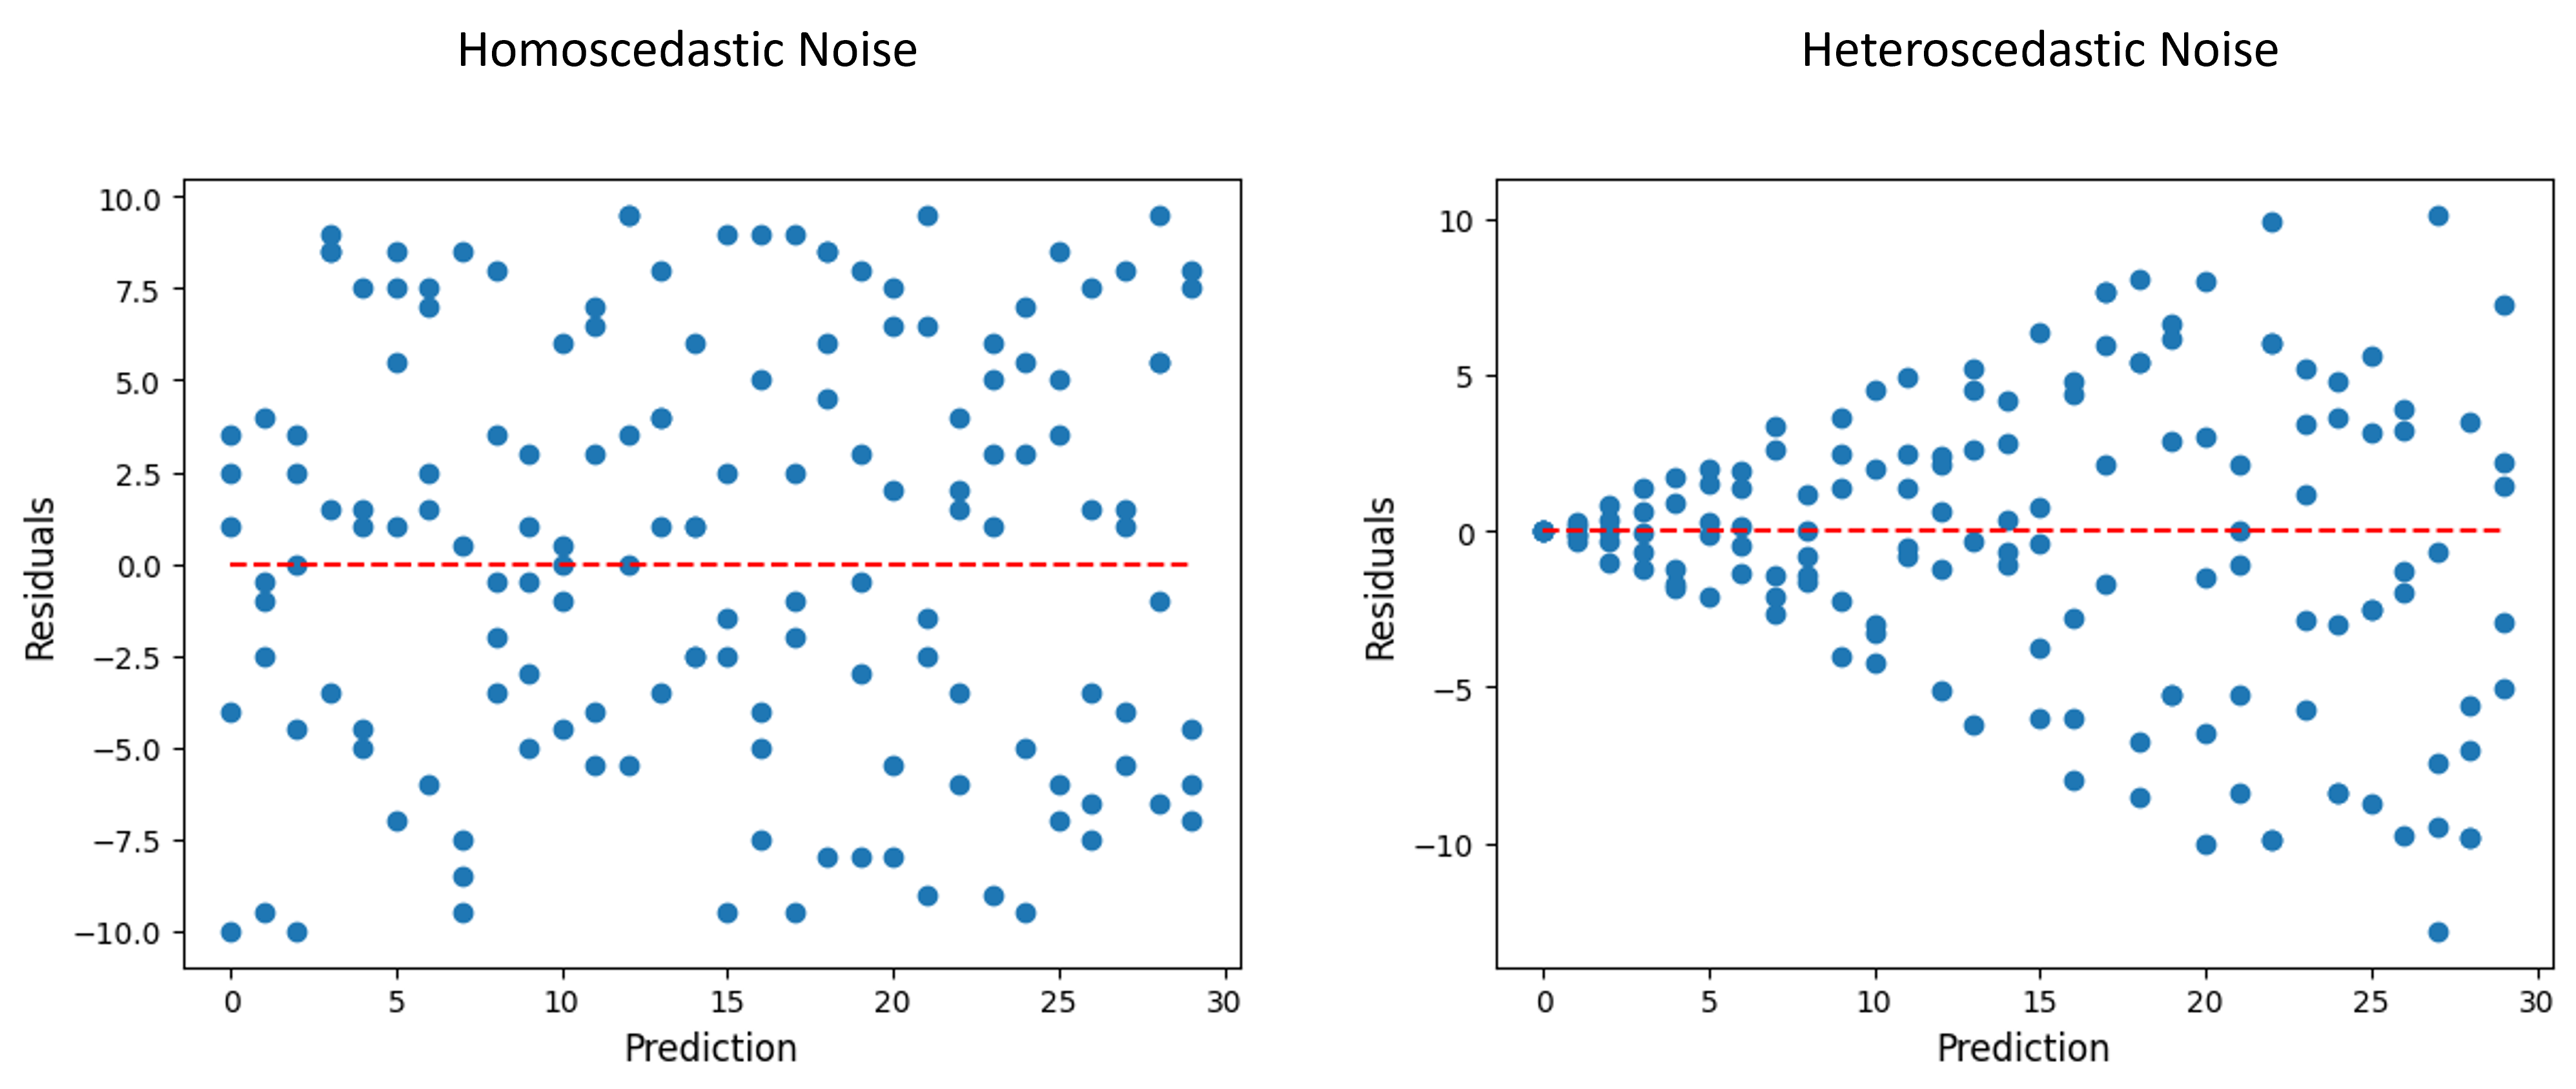 Homoscedastic Noise
Heteroscedastic Noise
10.0
7.5
5.0
2.5
0.0
−2.5
−5.0
−7.5
−10.0
Residuals
0 5 10 15 20 25 30
Prediction
10
5
0
−5
−10
Residuals
0 5 10 15 20 25 30
Prediction